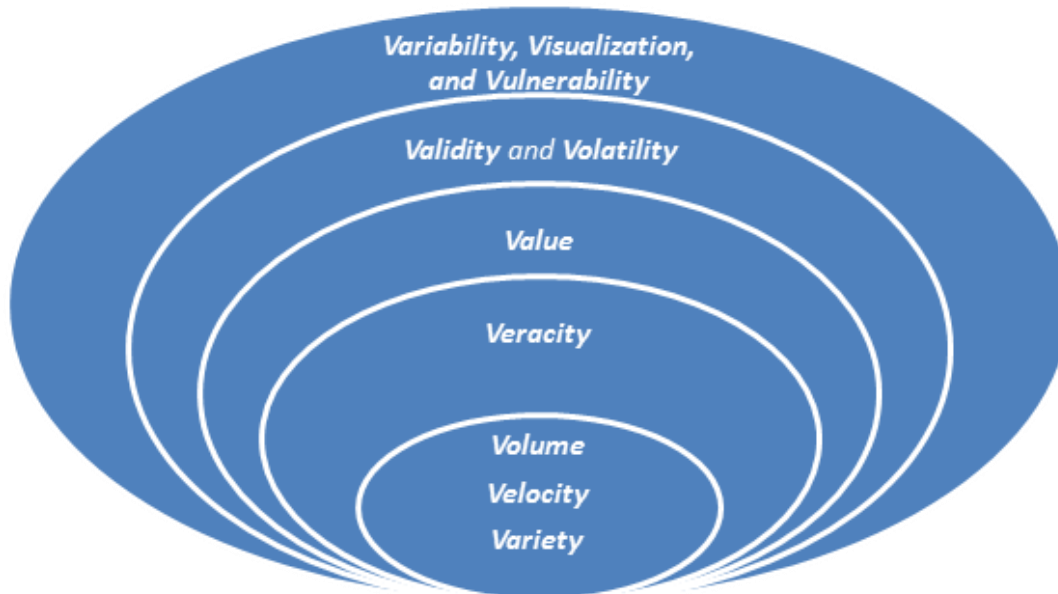 Variability, Visualization,
and Vulnerability
Validity and Volatility
Value
Veracity
Volume
Velocity
Variety